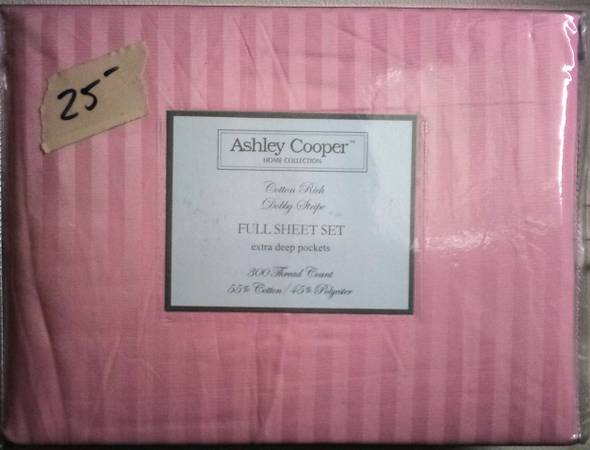 25-
Ashley Cooper™
HOME COLLECTION
Cotton Rich
Dobby Stripe
FULL SHEET SET
extra deep pockets
300 Thread Count
55% Cotton / 45% Polyester